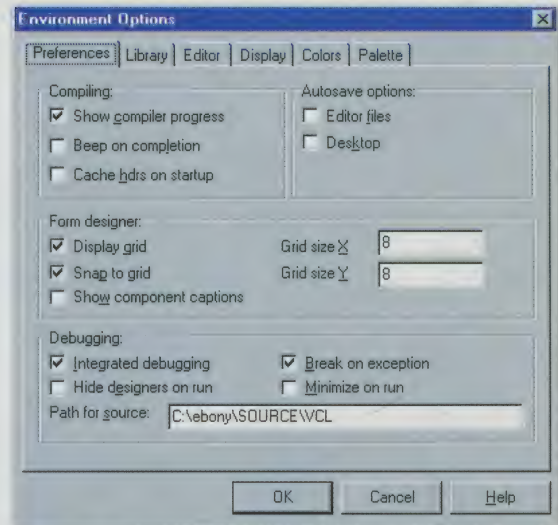 Environment Options
Preferences Library Editor Display Colors Palette
Compiling:
Show compiler progress
Beep on completion
Cache hdrs on startup
Autosave options:
Editor files
Desktop
Form designer:
Display grid
Snap to grid
Show component captions
Grid size X 8
Grid size Y 8
Debugging:
Integrated debugging
Break on exception
Hide designers on run
Minimize on run
Path for source: C:\ebony\SOURCE\VCL
OK Cancel Help